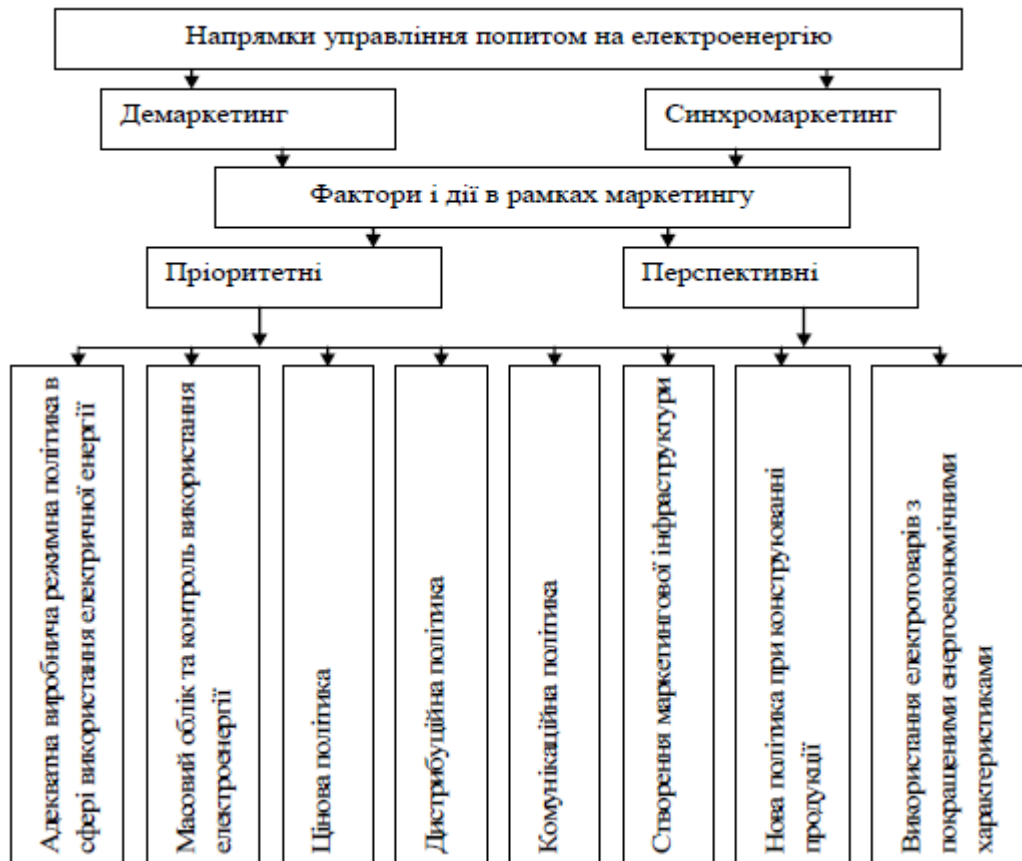 Напрямки управління попитом на електроенергію
Демаркетинг
Синхромаркетинг
Фактори і дії в рамках маркетингу
Пріоритетні
Перспективні
Адекватна виробнича режимна політика в
сфері використання електричної енергії
Масовий облік та контроль використання
електроенергії
Цінова політика
Дистрибуційна політика
Комунікаційна політика
Створення маркетингової інфраструктури
Нова політика при конструюванні
продукції
Використання електротоварів з
покращеними енергоекономічними
характеристиками